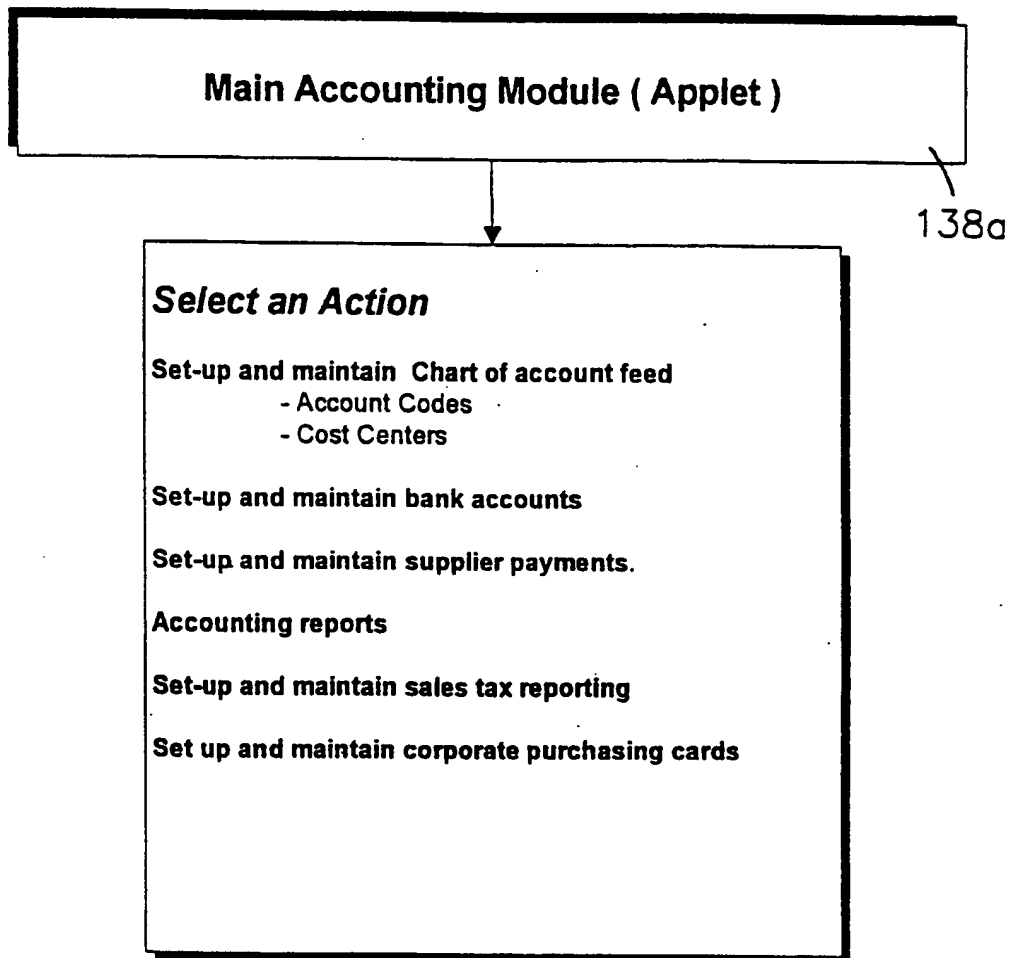 Main Accounting Module ( Applet )
138a
Select an Action
Set-up and maintain Chart of account feed
- Account Codes
- Cost Centers
Set-up and maintain bank accounts
Set-up and maintain supplier payments.
Accounting reports
Set-up and maintain sales tax reporting
Set up and maintain corporate purchasing cards